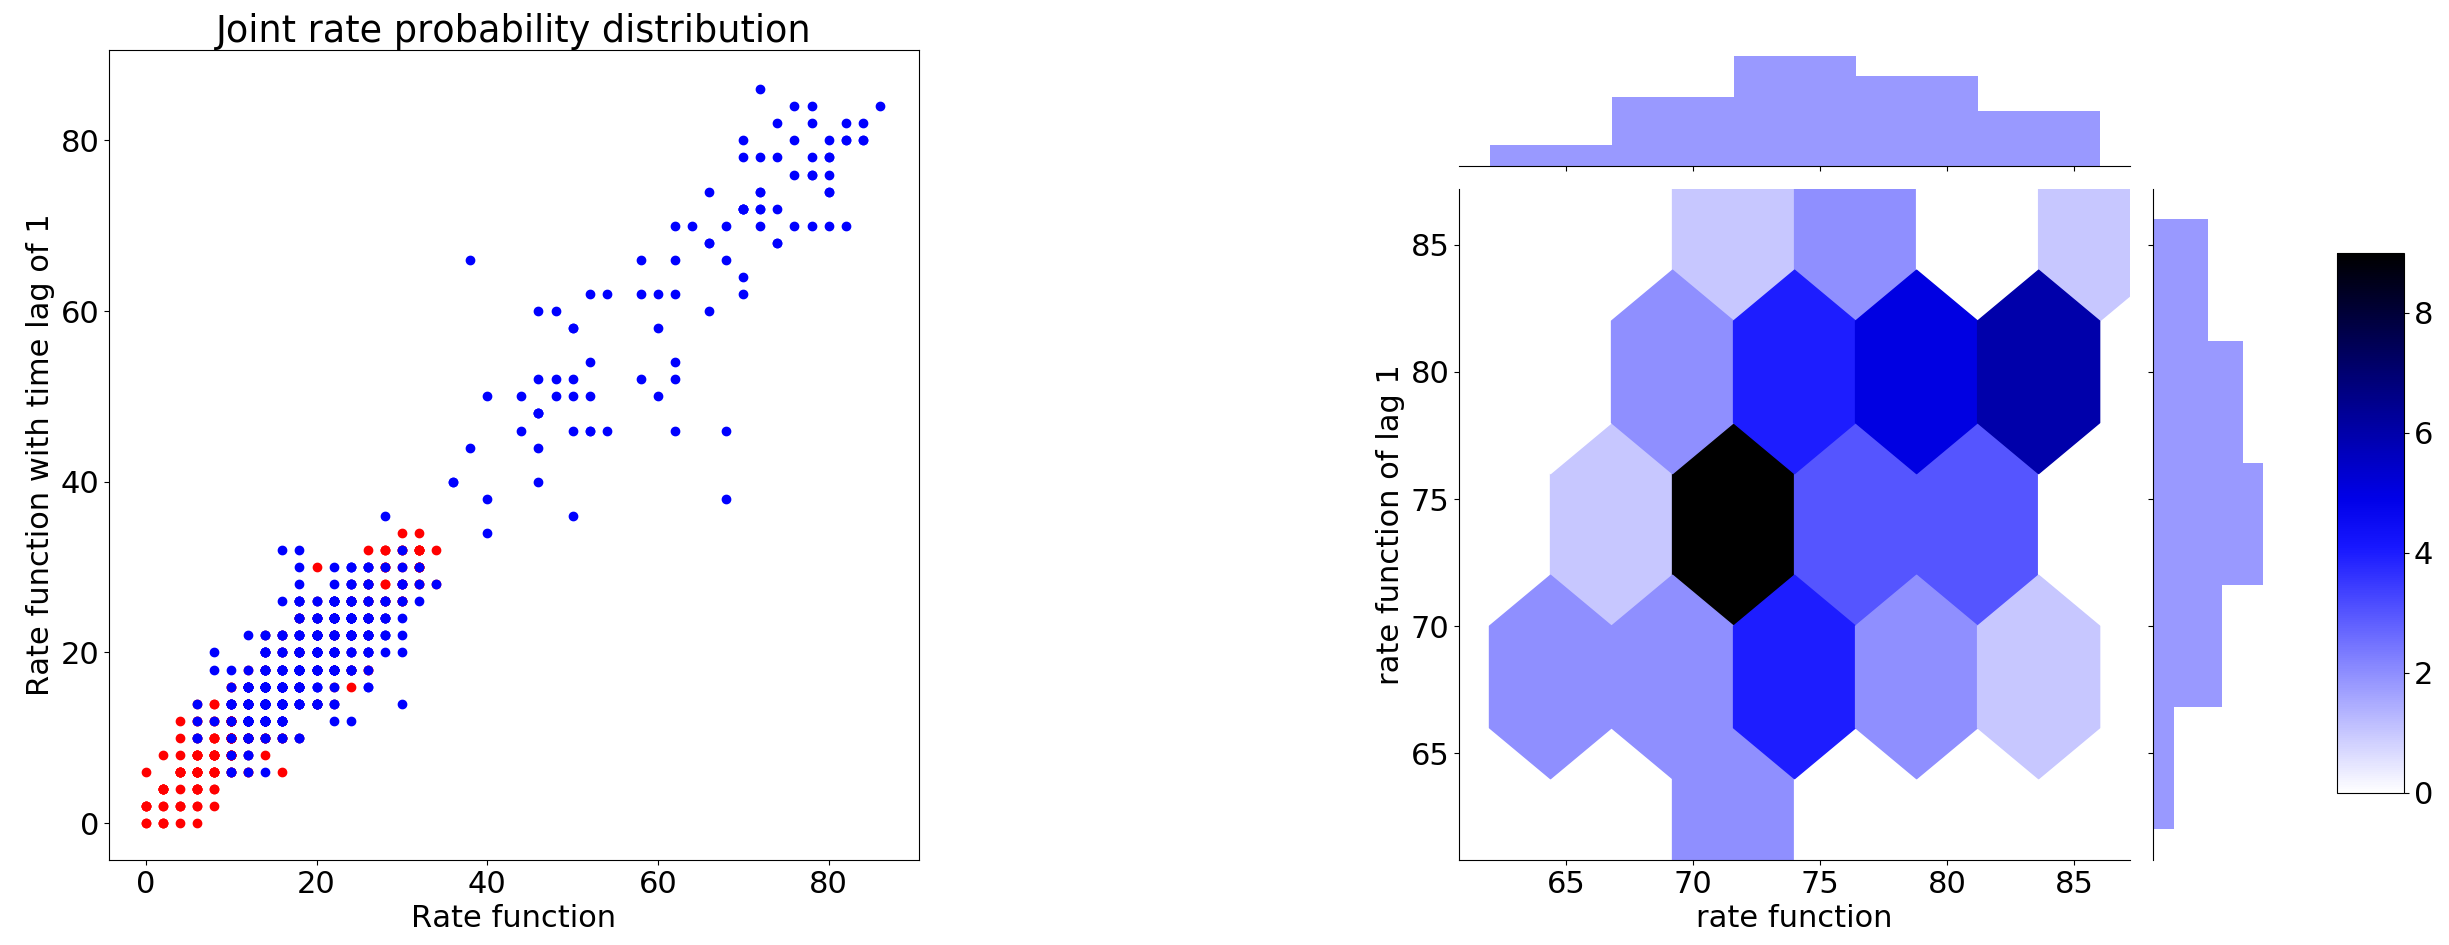 Joint rate probability distribution
Rate function with time lag of 1
80
60
40
20
0
0 20 40 60 80
Rate function
rate function of lag 1
85
80
75
70
65
65 70 75 80 85
rate function
8
6
4
2
0